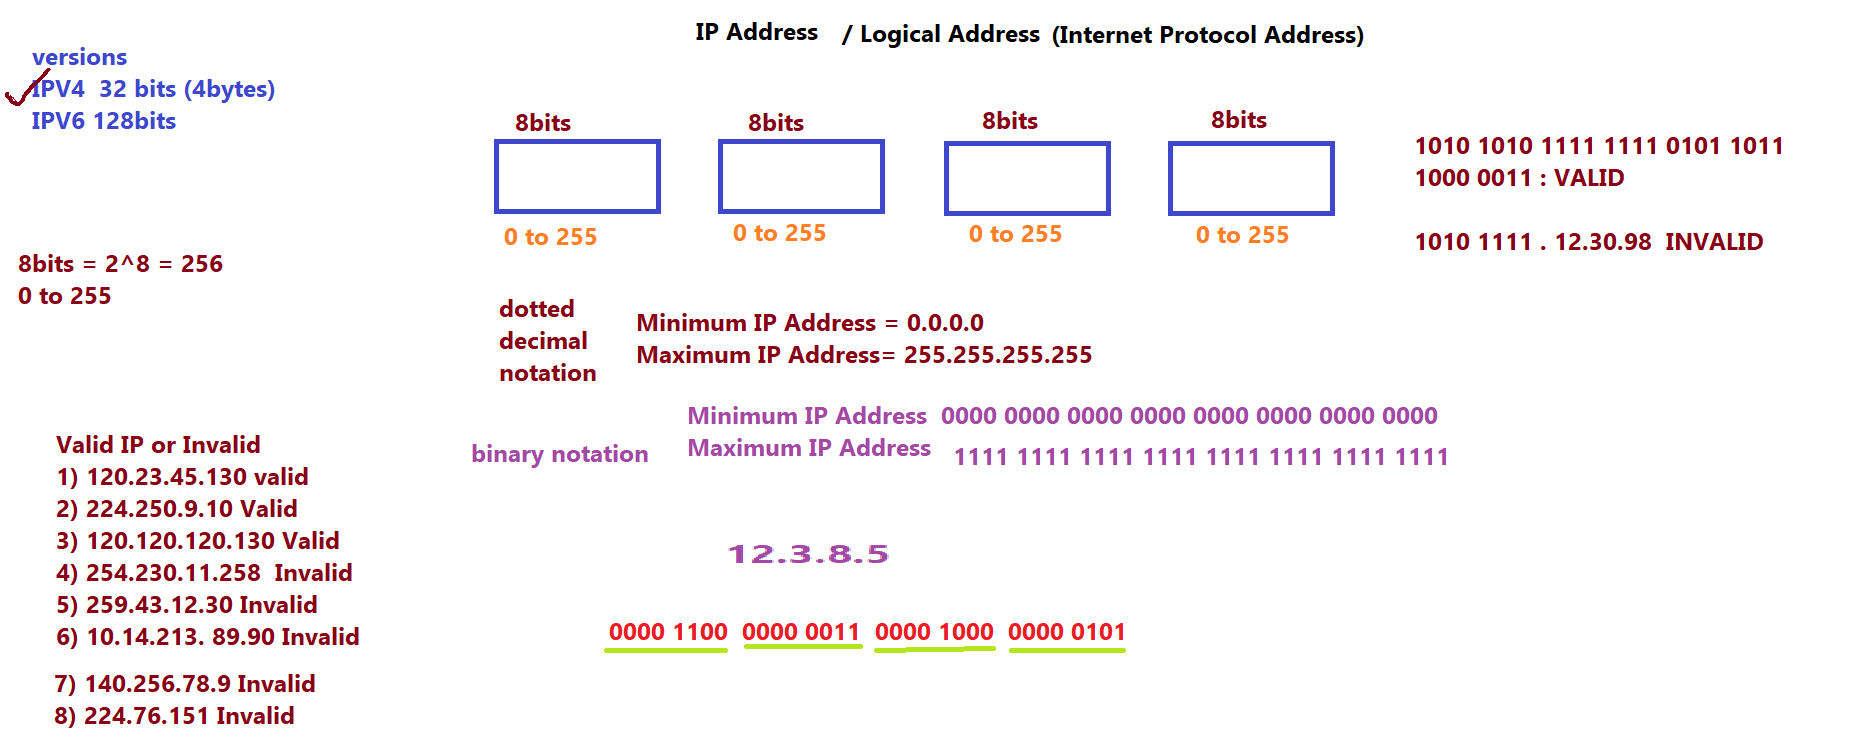 IP Address / Logical Address (Internet Protocol Address)
versions
IPV4 32 bits (4bytes)
IPV6 128bits
8bits 8bits 8bits 8bits
0 to 255 0 to 255 0 to 255 0 to 255
1010 1010 1111 1111 0101 1011
1000 0011 : VALID
1010 1111 . 12.30.98 INVALID
8bits = 2^8 = 256
0 to 255
dotted
decimal
notation
Minimum IP Address = 0.0.0.0
Maximum IP Address= 255.255.255.255
binary notation
Minimum IP Address 0000 0000 0000 0000 0000 0000 0000 0000
Maximum IP Address 1111 1111 1111 1111 1111 1111 1111 1111
Valid IP or Invalid
1) 120.23.45.130 valid
2) 224.250.9.10 Valid
3) 120.120.120.130 Valid
4) 254.230.11.258 Invalid
5) 259.43.12.30 Invalid
6) 10.14.213. 89.90 Invalid
7) 140.256.78.9 Invalid
8) 224.76.151 Invalid
12.3.8.5
0000 1100 0000 0011 0000 1000 0000 0101